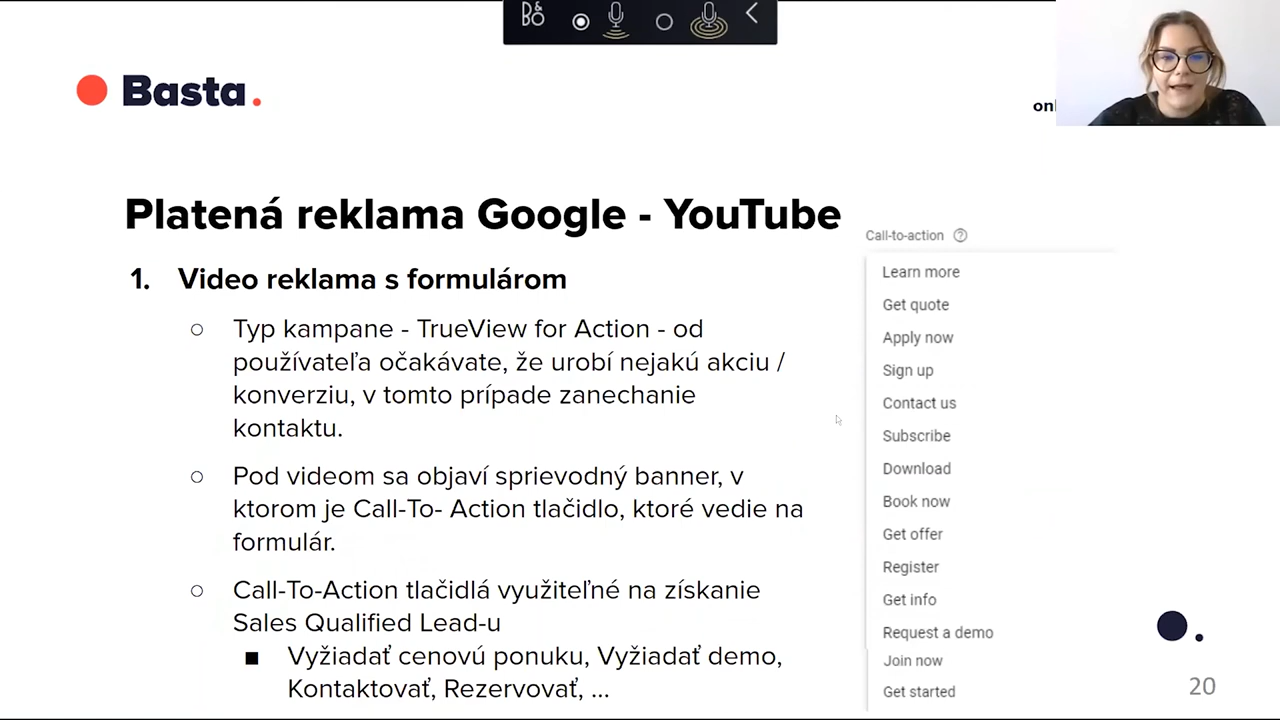 B&O
Basta.
onl
Platená reklama Google - YouTube
1. Video reklama s formulárom
○ Typ kampane - TrueView for Action - od
používateľa očakávate, že urobí nejakú akciu /
konverziu, v tomto prípade zanechanie
kontaktu.
○ Pod videom sa objaví sprievodný banner, v
ktorom je Call-To- Action tlačidlo, ktoré vedie na
formulár.
○ Call-To-Action tlačidlá využiteľné na získanie
Sales Qualified Lead-u
■ Vyžiadať cenovú ponuku, Vyžiadať demo,
Kontaktovať, Rezervovať, ...
Call-to-action ?
Learn more
Get quote
Apply now
Sign up
Contact us
Subscribe
Download
Book now
Get offer
Register
Get info
Request a demo
Join now
Get started
20